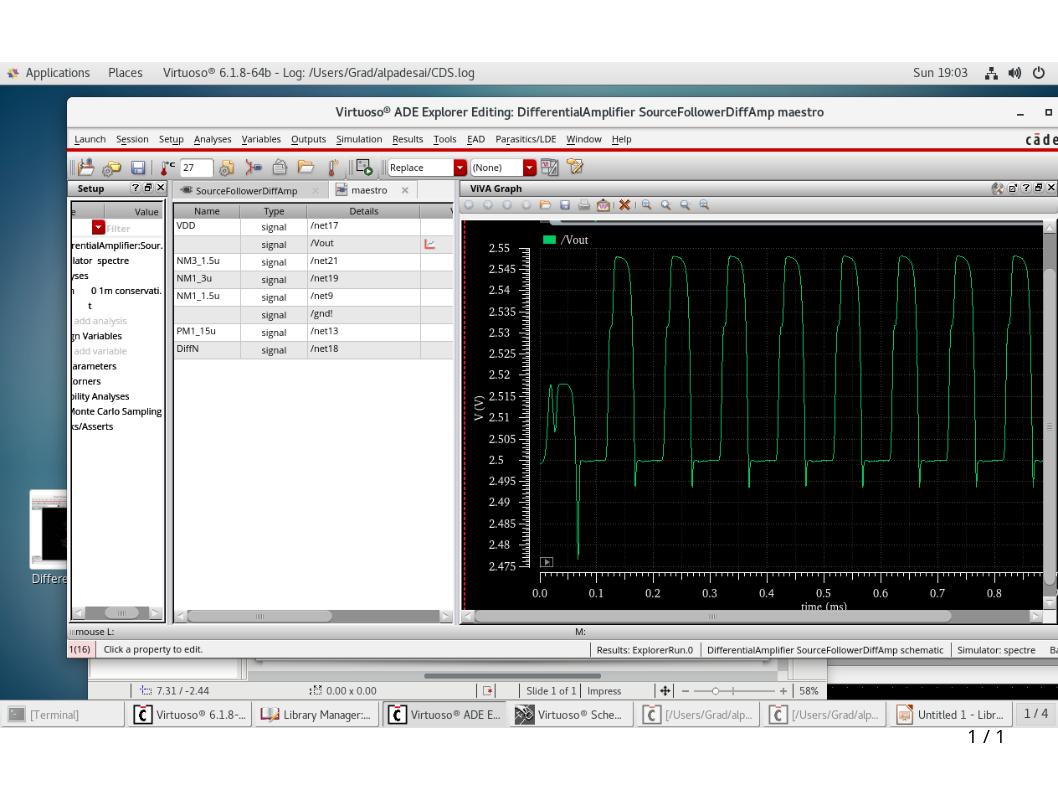 Applications Places Virtuoso® 6.1.8-64b - Log: /Users/Grad/alpadesai/CDS.log Sun 19:03
Virtuoso® ADE Explorer Editing: DifferentialAmplifier SourceFollowerDiffAmp maestro
Launch Session Setup Analyses Variables Outputs Simulation Results Tools EAD Parasitics/LDE Window Help cāde
27 Replace (None)
Setup
SourceFollowerDiffAmp
maestro
ViVA Graph
e Value
Filter
rentialAmplifier:Sour.
lator spectre
yses
n 0 1m conservati.
t
add analysis
gn Variables
add variable
arameters
orners
bility Analyses
Monte Carlo Sampling
ks/Asserts
Name Type Details
VDD signal /net17
signal /Vout
NM3_1.5u signal /net21
NM1_3u signal /net19
NM1_1.5u signal /net9
signal /gnd!
PM1_15u signal /net13
DiffN signal /net18
/Vout
2.55
2.545
2.54
2.535
2.53
2.525
2.52
2.515
2.51
2.505
2.5
2.495
2.49
2.485
2.48
2.475
V (V)
0.0 0.1 0.2 0.3 0.4 0.5 0.6 0.7 0.8
time (ms)
Differe
mouse L: M:
1(16) Click a property to edit. Results: ExplorerRun.0 DifferentialAmplifier SourceFollowerDiffAmp schematic Simulator: spectre Ba
7.31 / -2.44 0.00 x 0.00 Slide 1 of 1 Impress 58%
[Terminal] Virtuoso® 6.1.8-... Library Manager:... Virtuoso® ADE E... Virtuoso® Sche... [/Users/Grad/alp... [/Users/Grad/alp... Untitled 1 - Libr... 1 / 4
1 / 1